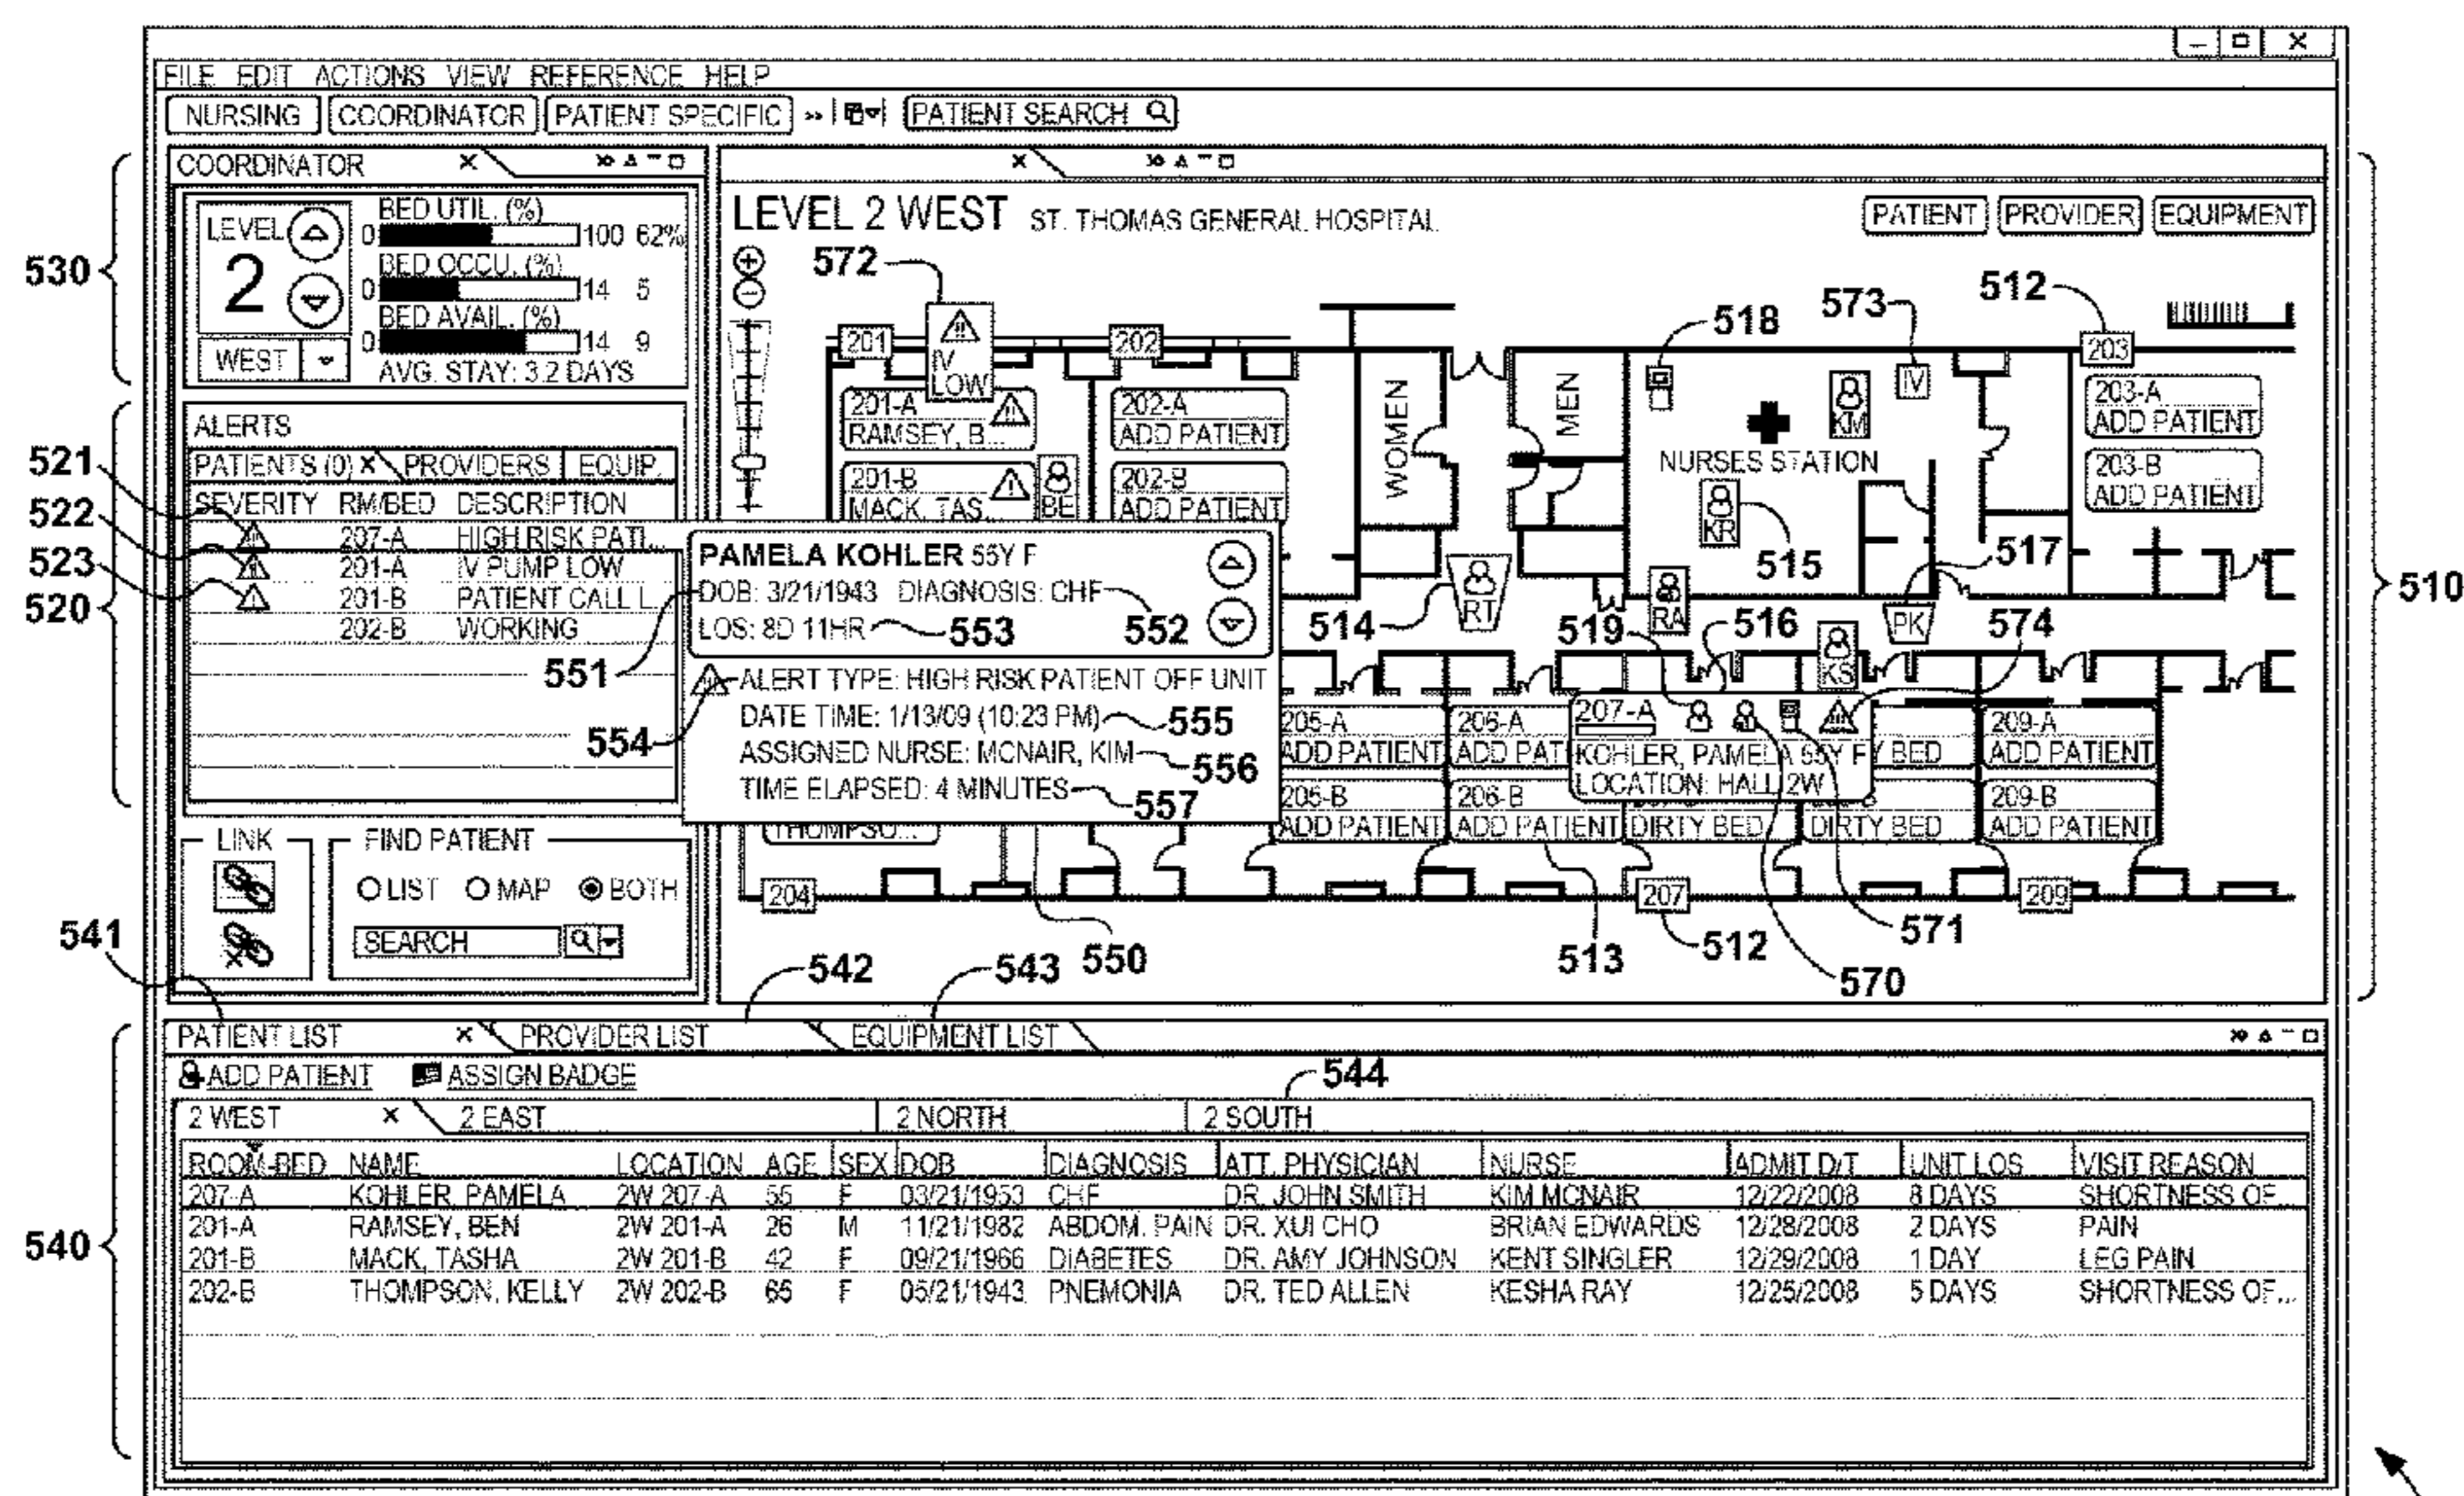 FILE EDIT ACTIONS VIEW REFERENCE HELP
NURSING COORDINATOR PATIENT SPECIFIC » PATIENT SEARCH
530
COORDINATOR
LEVEL
2
WEST
BED UTIL. (%)
0 100 62%
BED OCCU. (%)
0 14 5
BED AVAIL. (%)
0 14 9
AVG. STAY: 3.2 DAYS
520
521
522
523
ALERTS
PATIENTS (0) × PROVIDERS EQUIP.
SEVERITY RM/BED DESCRIPTION
207-A HIGH RISK PATI...
201-A IV PUMP LOW
201-B PATIENT CALL L...
202-B WORKING
LINK
FIND PATIENT
LIST MAP BOTH
SEARCH
510
LEVEL 2 WEST ST. THOMAS GENERAL HOSPITAL
PATIENT PROVIDER EQUIPMENT
572
518
573
512
201
IV
LOW
202
203
201-A
RAMSEY, B...
202-A
ADD PATIENT
WOMEN
MEN
KM
IV
203-A
ADD PATIENT
201-B
MACK, TAS...
BE
202-B
ADD PATIENT
NURSES STATION
KR
515
203-B
ADD PATIENT
517
PAMELA KOHLER 55Y F
DOB: 3/21/1943 DIAGNOSIS: CHF
LOS: 8D 11HR
553
552
551
ALERT TYPE: HIGH RISK PATIENT OFF UNIT
DATE TIME: 1/13/09 (10:23 PM)
555
554
ASSIGNED NURSE: MCNAIR, KIM
556
TIME ELAPSED: 4 MINUTES
557
514
RT
519
RA
516
KS
PK
574
205-A
ADD PATIENT
206-A
ADD PAT
207-A
KOHLER, PAMELA 55Y F
LOCATION: HALL 2W
Y BED
209-A
ADD PATIENT
205-B
ADD PATIENT
206-B
ADD PATIENT
DIRTY BED
DIRTY BED
209-B
ADD PATIENT
THOMPSO...
204
207
209
550
513
512
570
571
541
542
543
540
PATIENT LIST × PROVIDER LIST EQUIPMENT LIST
ADD PATIENT ASSIGN BADGE
544
2 WEST × 2 EAST 2 NORTH 2 SOUTH
ROOM-BED NAME LOCATION AGE SEX DOB DIAGNOSIS ATT. PHYSICIAN NURSE ADMIT D/T UNIT LOS VISIT REASON
207-A KOHLER, PAMELA 2W 207-A 55 F 03/21/1953 CHF DR. JOHN SMITH KIM MCNAIR 12/22/2008 8 DAYS SHORTNESS OF...
201-A RAMSEY, BEN 2W 201-A 26 M 11/21/1982 ABDOM. PAIN DR. XUI CHO BRIAN EDWARDS 12/28/2008 2 DAYS PAIN
201-B MACK, TASHA 2W 201-B 42 F 09/21/1966 DIABETES DR. AMY JOHNSON KENT SINGLER 12/29/2008 1 DAY LEG PAIN
202-B THOMPSON, KELLY 2W 202-B 65 F 05/21/1943 PNEMONIA DR. TED ALLEN KESHA RAY 12/25/2008 5 DAYS SHORTNESS OF...